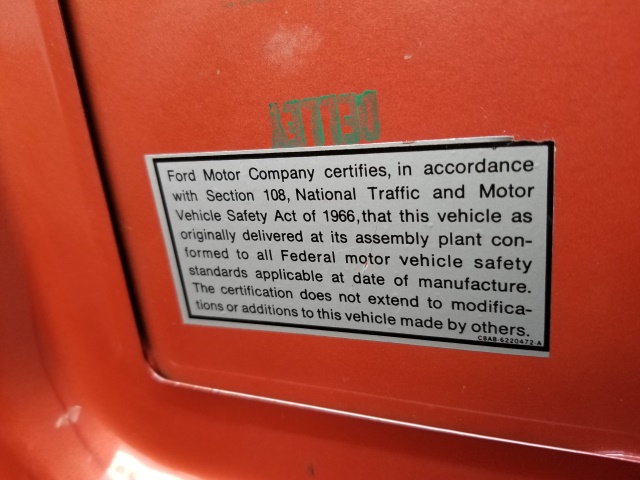 Ford Motor Company certifies, in accordance
with Section 108, National Traffic and Motor
Vehicle Safety Act of 1966, that this vehicle as
originally delivered at its assembly plant con-
formed to all Federal motor vehicle safety
standards applicable at date of manufacture.
The certification does not extend to modifica-
tions or additions to this vehicle made by others.
C8AB-6220472-A